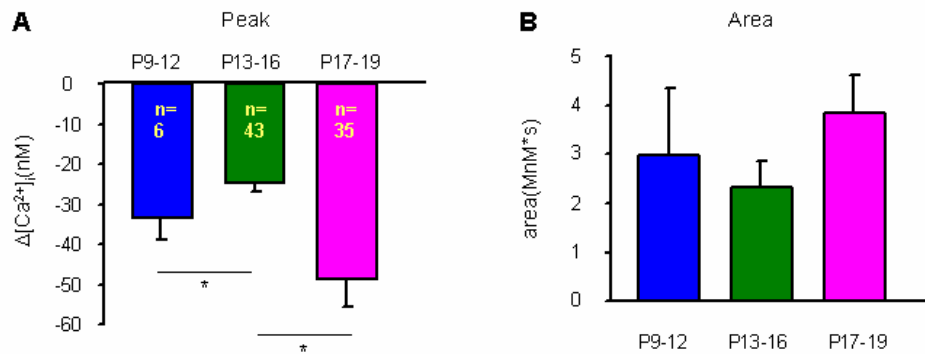 A
Peak
P9-12 P13-16 P17-19
0
-10
-20
-30
-40
-50
-60
Δ[Ca²⁺]ᵢ(nM)
n=
6
n=
43
n=
35
*
*
B
Area
5
4
3
2
1
0
area(MnM*s)
P9-12 P13-16 P17-19